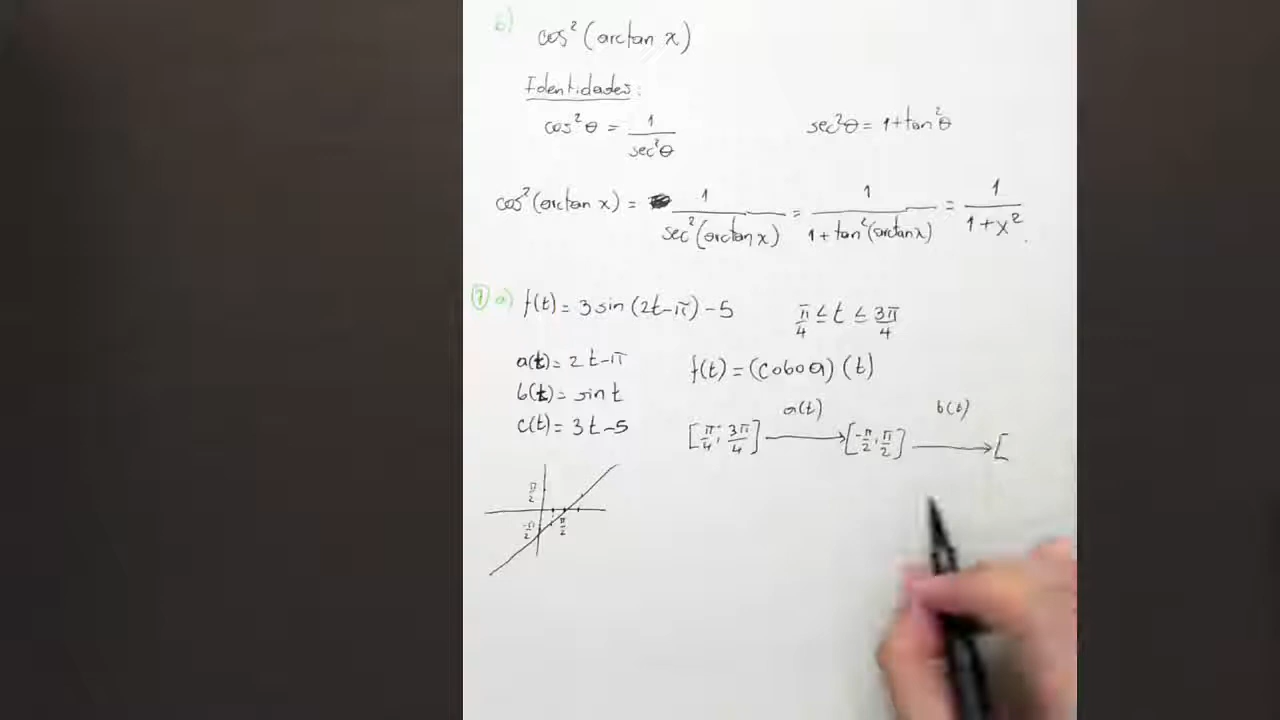 b) cos² (arctan x)
Identidades:
cos²θ = 1/sec²θ sec²θ = 1+tan²θ
cos² (arctan x) = 1/sec² (arctan x) = 1/1+tan² (arctan x) = 1/1+x².
7 a) f(t) = 3 sin (2t-π) -5 π/4 ≤ t ≤ 3π/4
a(t) = 2t-π f(t) = (c∘b∘a) (t)
b(t) = sin t a(t) b(t)
c(t) = 3t-5 [π/4; 3π/4] → [-π/2; π/2] → [
π/2
-π/2 π/2